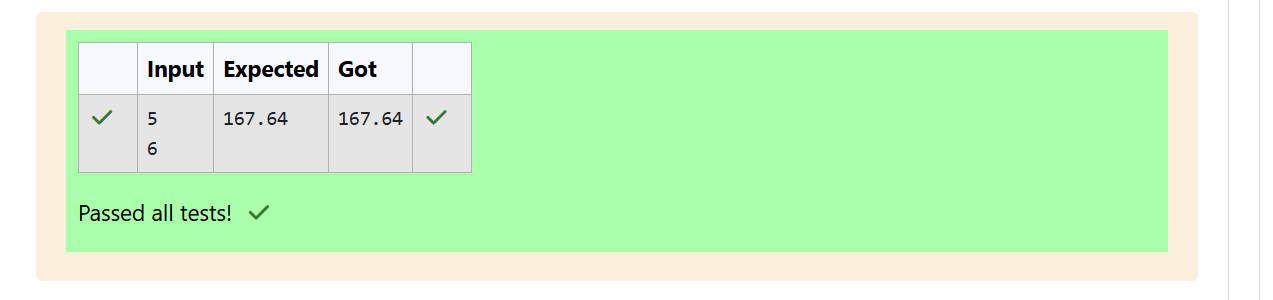 Input Expected Got
5 167.64 167.64
6
Passed all tests!